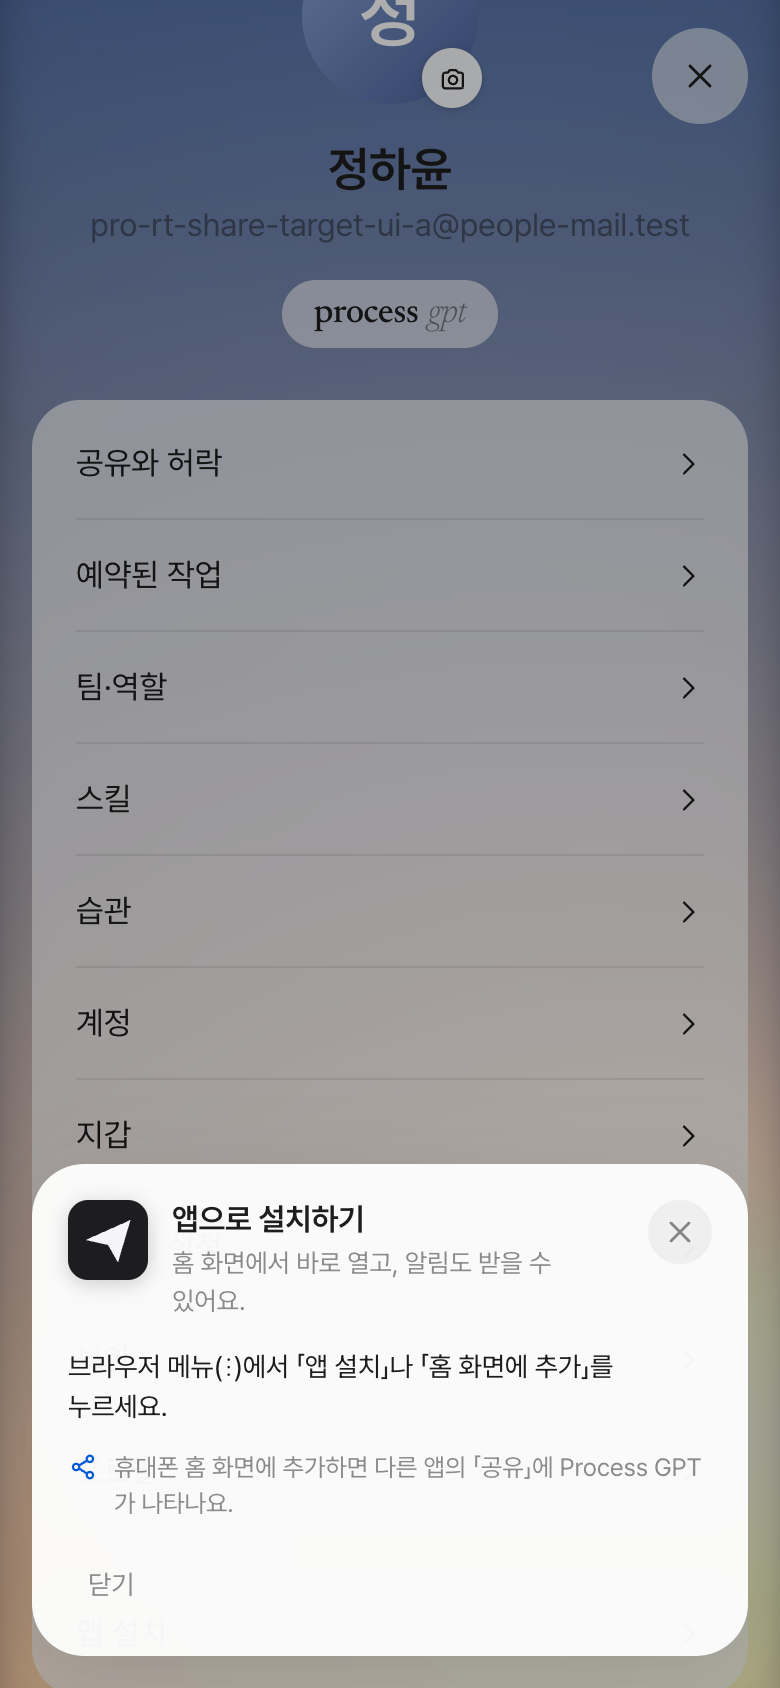 정
정하윤
pro-rt-share-target-ui-a@people-mail.test
process gpt
공유와 허락
예약된 작업
팀·역할
스킬
습관
계정
지갑
앱으로 설치하기
홈 화면에서 바로 열고, 알림도 받을 수
있어요.
브라우저 메뉴(⋮)에서 「앱 설치」나 「홈 화면에 추가」를
누르세요.
휴대폰 홈 화면에 추가하면 다른 앱의 「공유」에 Process GPT
가 나타나요.
닫기
앱 설치